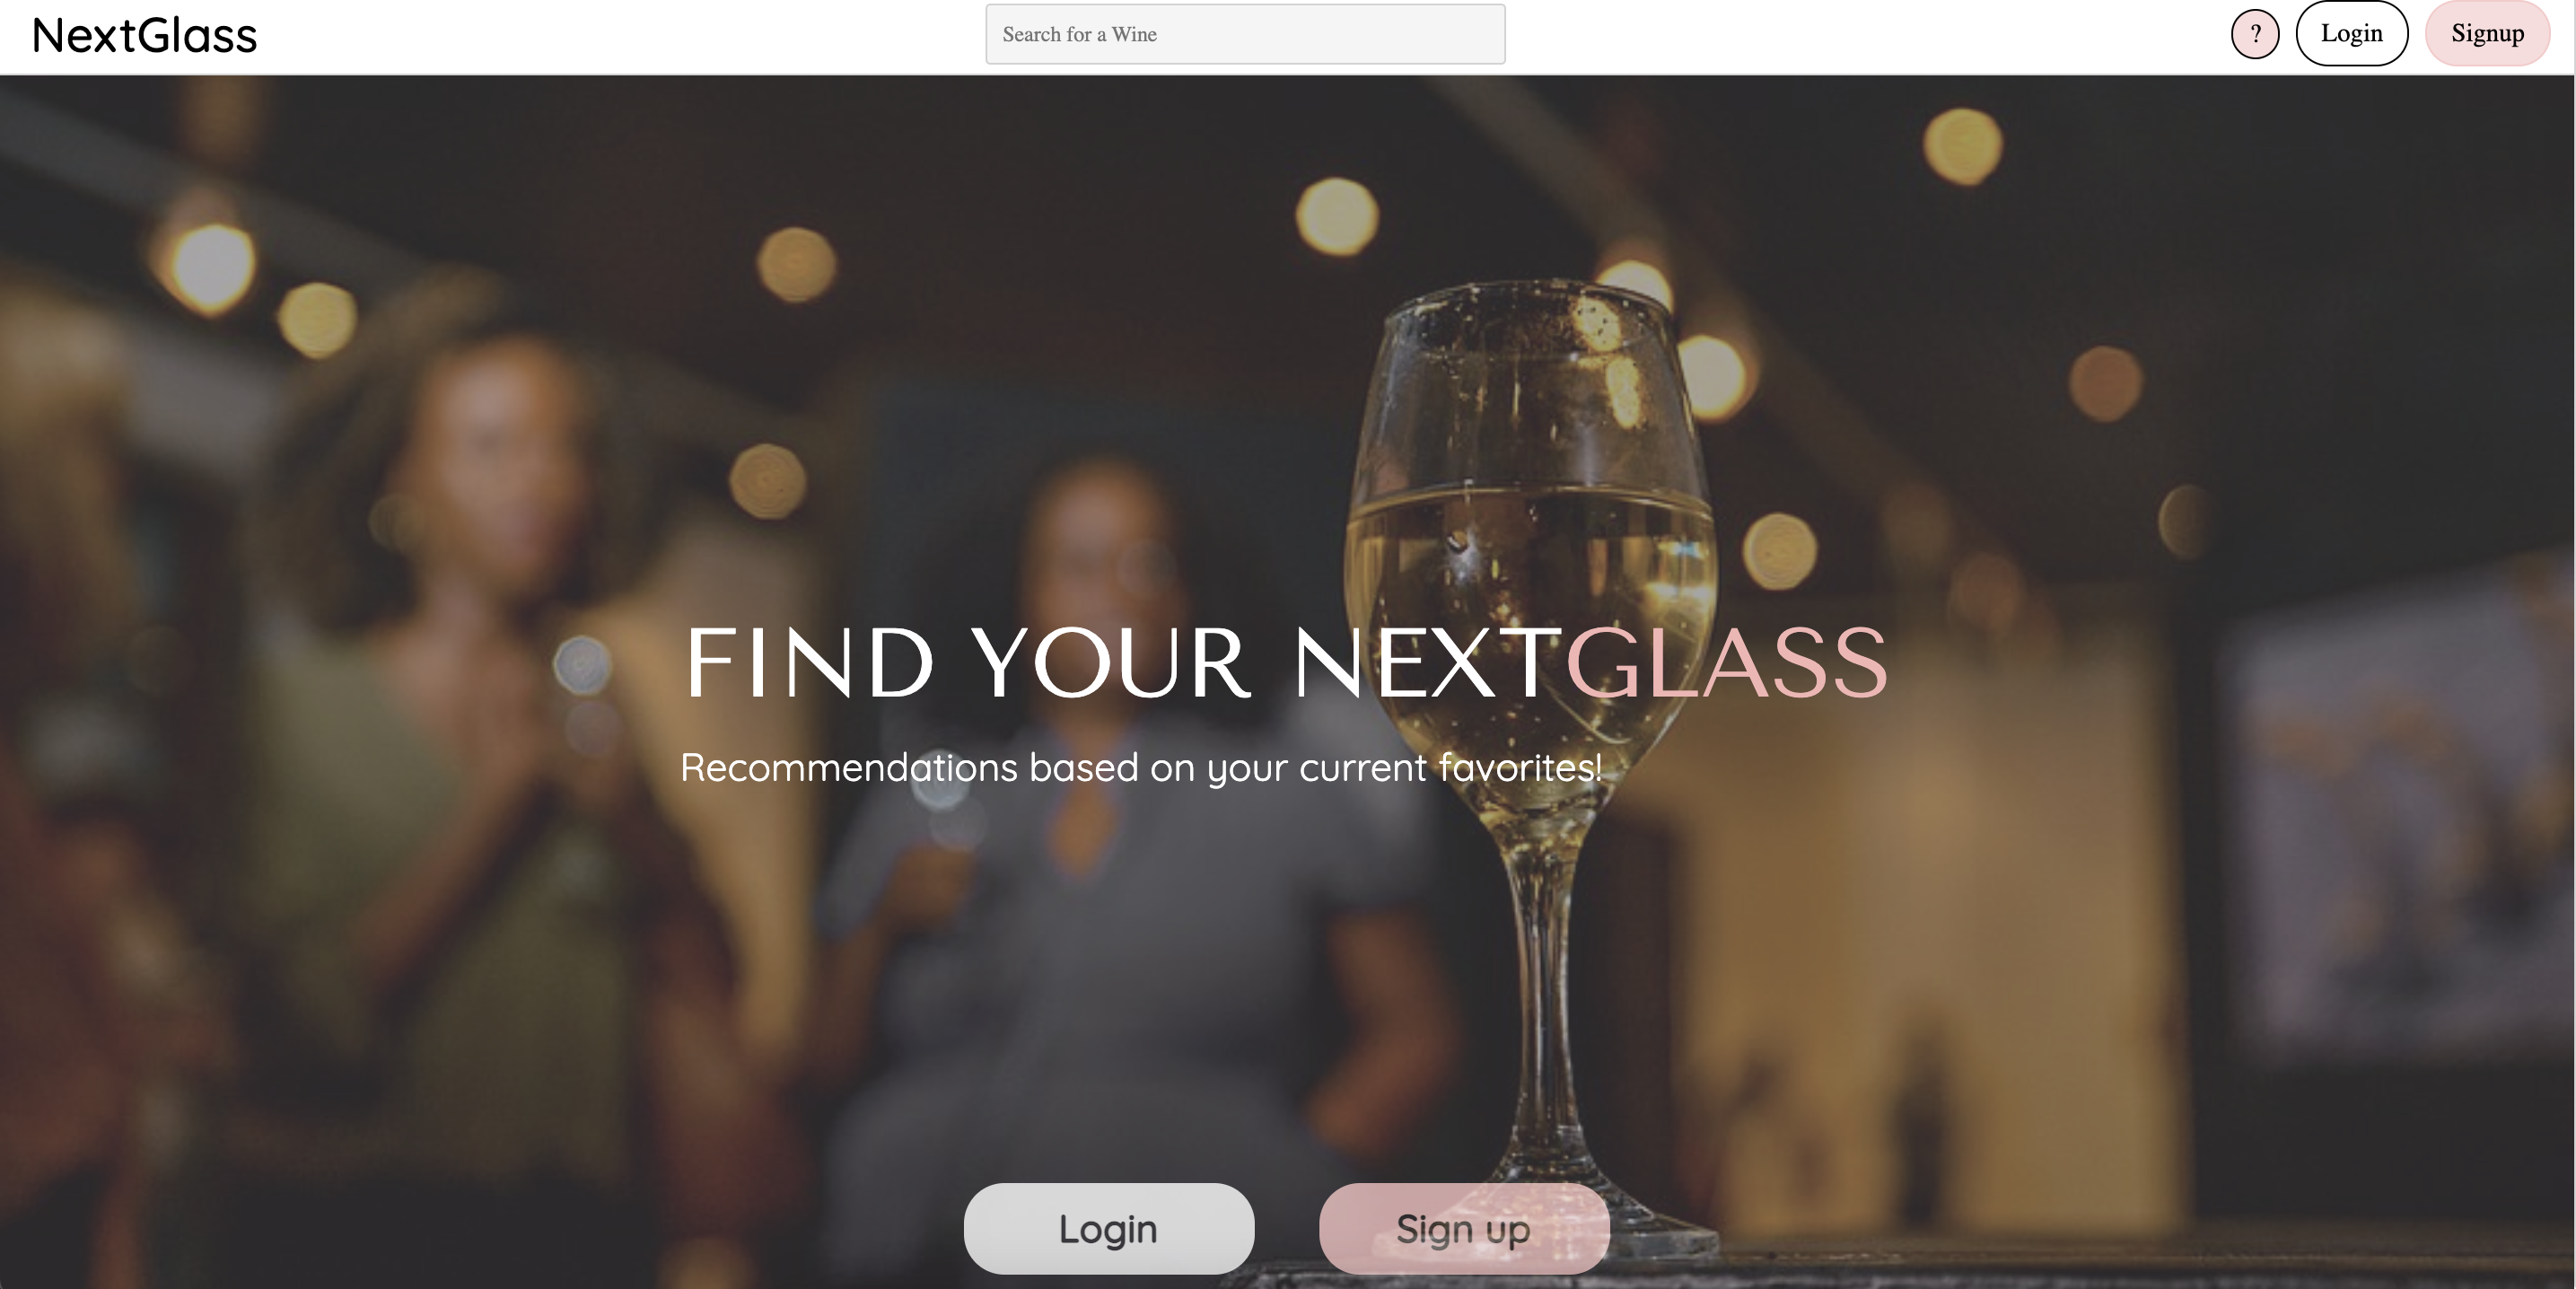 NextGlass
Search for a Wine
?
Login
Signup
FIND YOUR NEXTGLASS
Recommendations based on your current favorites!
Login
Sign up